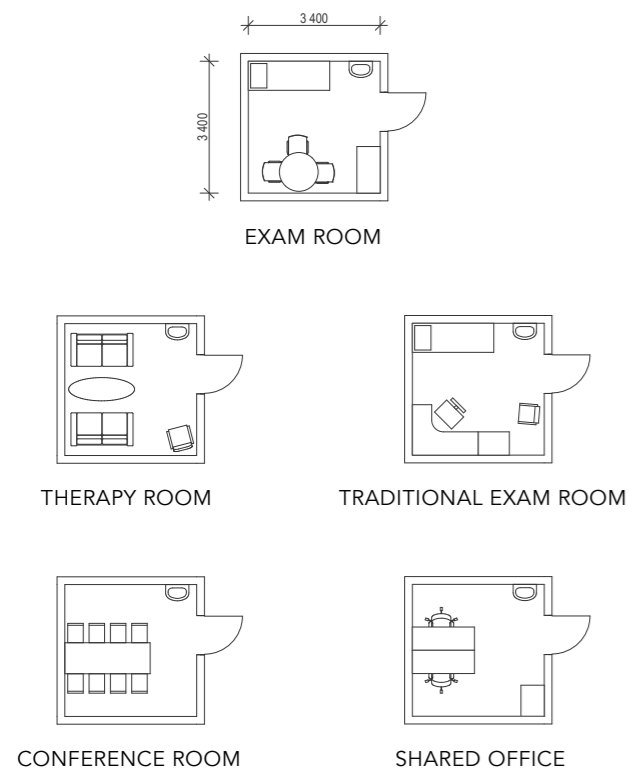 3 400
3 400
EXAM ROOM
THERAPY ROOM
TRADITIONAL EXAM ROOM
CONFERENCE ROOM
SHARED OFFICE